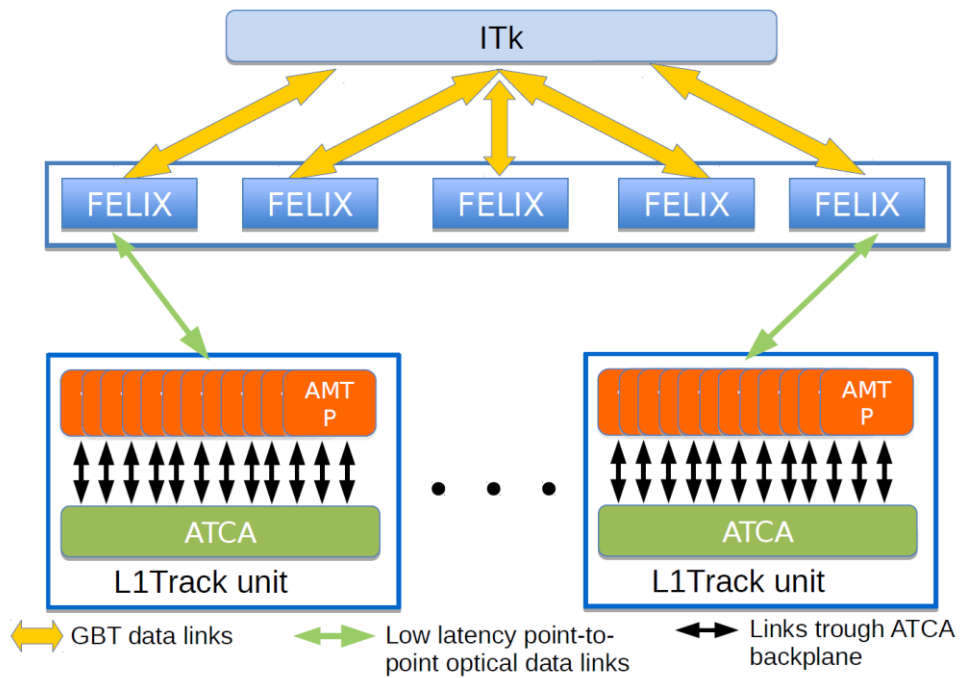 ITk
FELIX
FELIX
FELIX
FELIX
FELIX
AMT
P
ATCA
L1Track unit
AMT
P
ATCA
L1Track unit
GBT data links
Low latency point-to-
point optical data links
Links trough ATCA
backplane